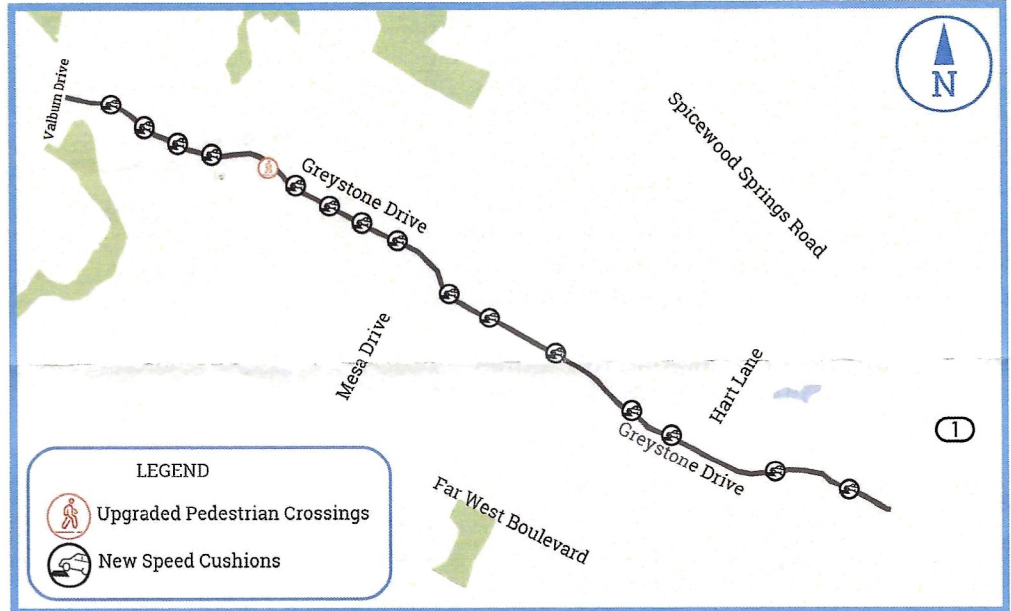 N
Valburn Drive
Spicewood Springs Road
Greystone Drive
Mesa Drive
Hart Lane
1
Greystone Drive
Far West Boulevard
LEGEND
Upgraded Pedestrian Crossings
New Speed Cushions